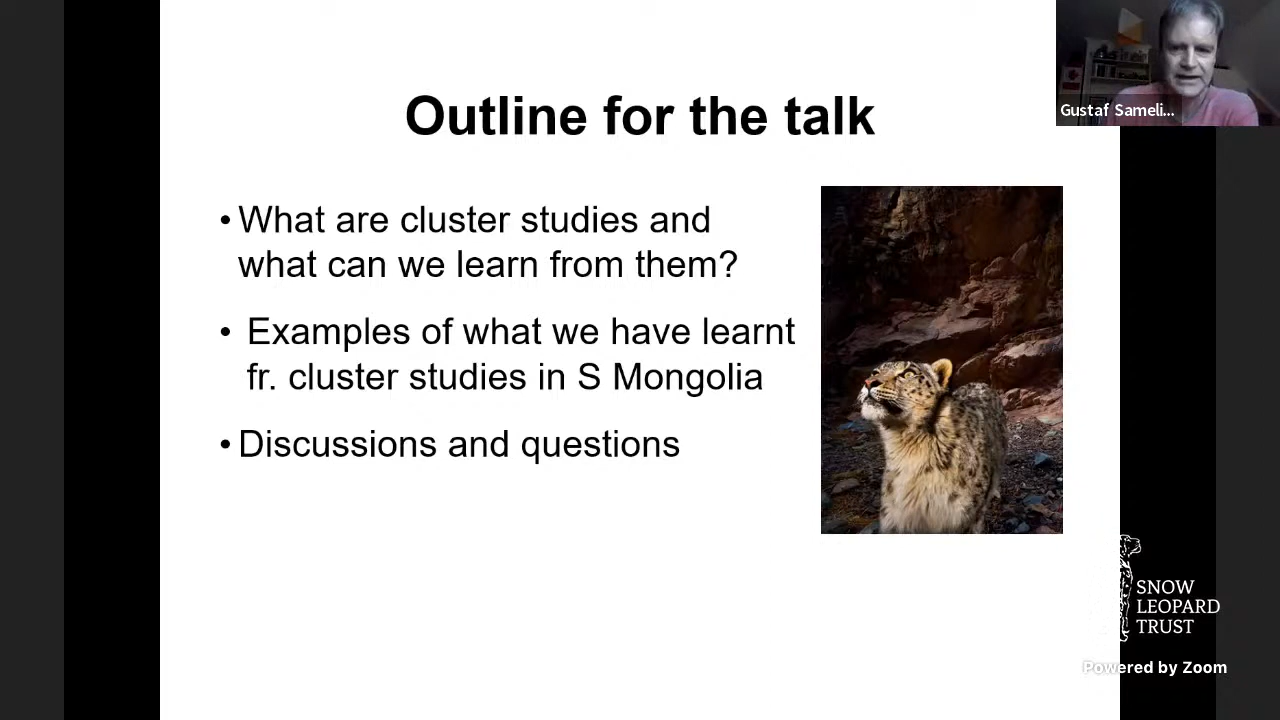 Outline for the talk
Gustaf Sameli...
• What are cluster studies and
what can we learn from them?
• Examples of what we have learnt
fr. cluster studies in S Mongolia
• Discussions and questions
SNOW
LEOPARD
TRUST
Powered by Zoom